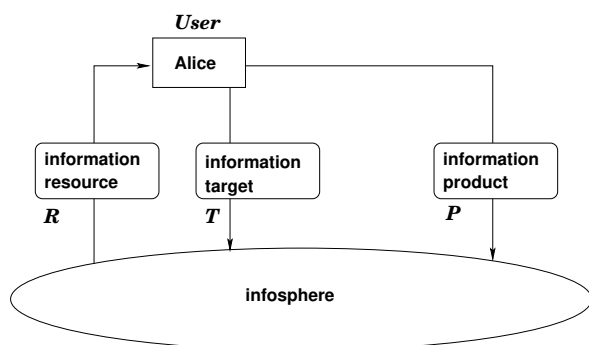 User
Alice
information
resource
information
target
information
product
R
T
P
infosphere